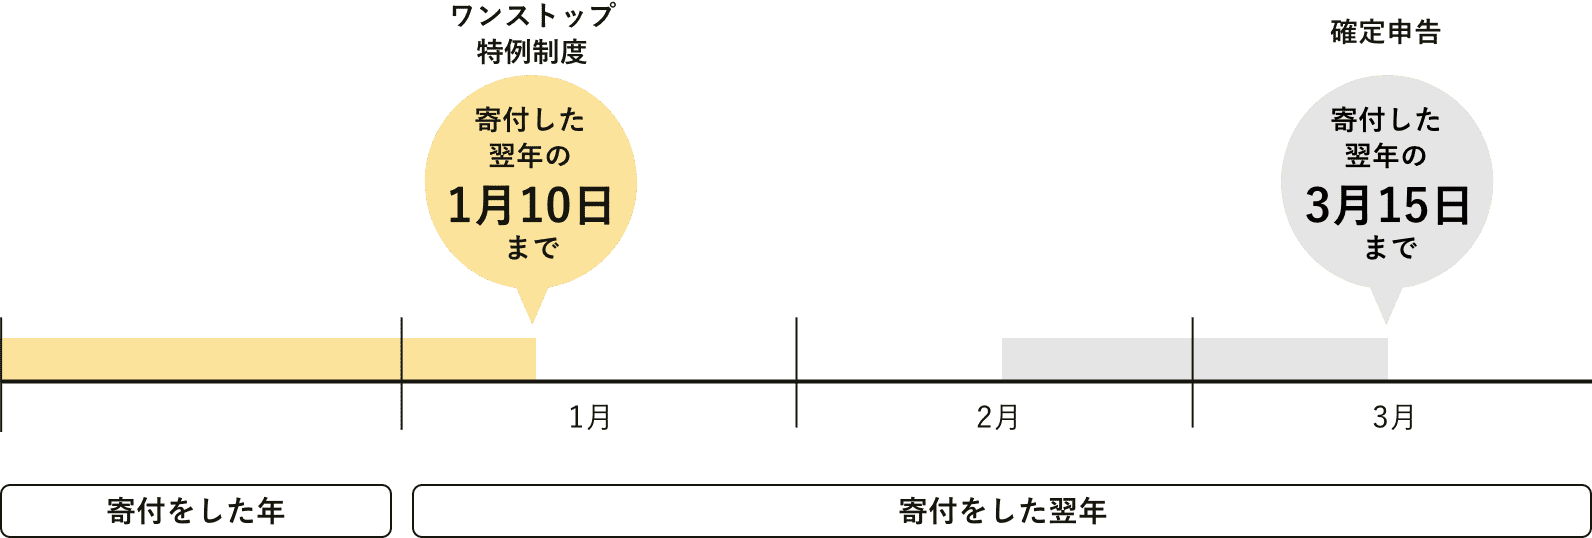 ワンストップ
特例制度
寄付した
翌年の
1月10日
まで
確定申告
寄付した
翌年の
3月15日
まで
1月
2月
3月
寄付をした年
寄付をした翌年